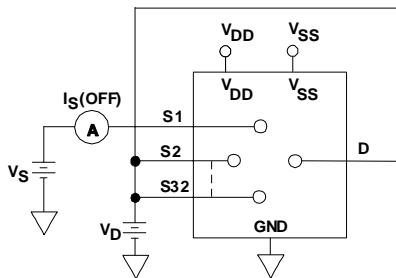 VDD VSS
VDD VSS
IS(OFF)
A
S1
S2
D
S32
VS
VD
GND